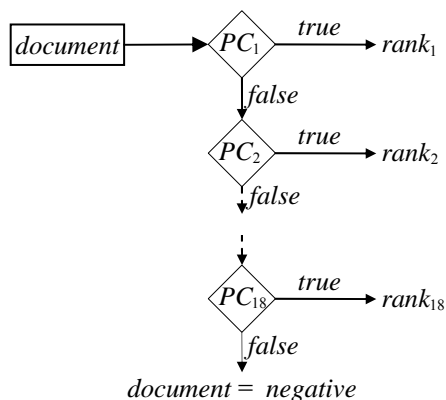 document PC₁ true rank₁
false
PC₂ true rank₂
false
PC₁₈ true rank₁₈
false
document = negative